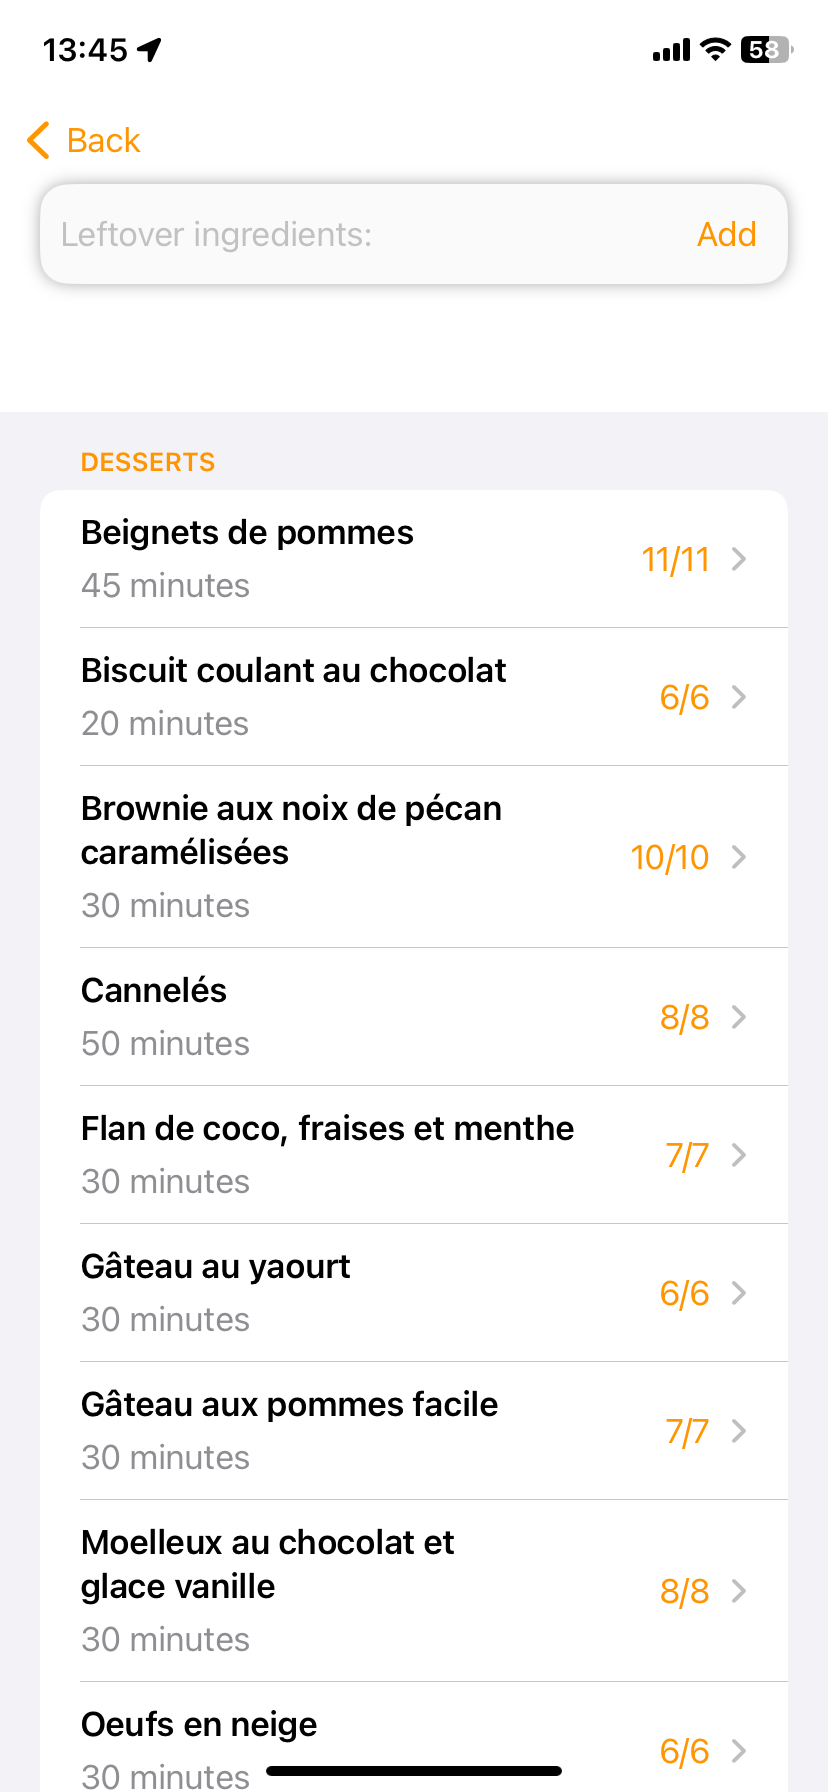 13:45
58
Back
Leftover ingredients:
Add
DESSERTS
Beignets de pommes
45 minutes
11/11
Biscuit coulant au chocolat
20 minutes
6/6
Brownie aux noix de pécan
caramélisées
30 minutes
10/10
Cannelés
50 minutes
8/8
Flan de coco, fraises et menthe
30 minutes
7/7
Gâteau au yaourt
30 minutes
6/6
Gâteau aux pommes facile
30 minutes
7/7
Moelleux au chocolat et
glace vanille
30 minutes
8/8
Oeufs en neige
30 minutes
6/6